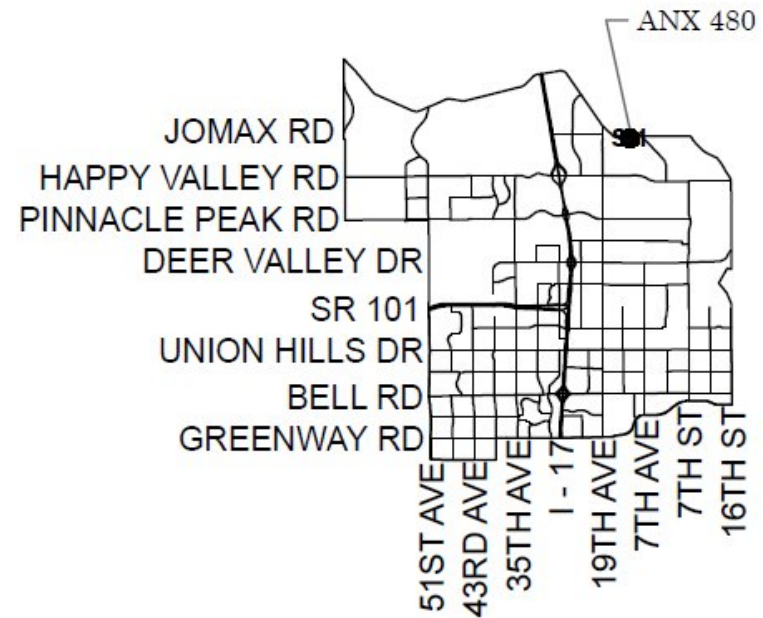 ANX 480
JOMAX RD
HAPPY VALLEY RD
PINNACLE PEAK RD
DEER VALLEY DR
SR 101
UNION HILLS DR
BELL RD
GREENWAY RD
51ST AVE
43RD AVE
35TH AVE
I - 17
19TH AVE
7TH AVE
7TH ST
16TH ST